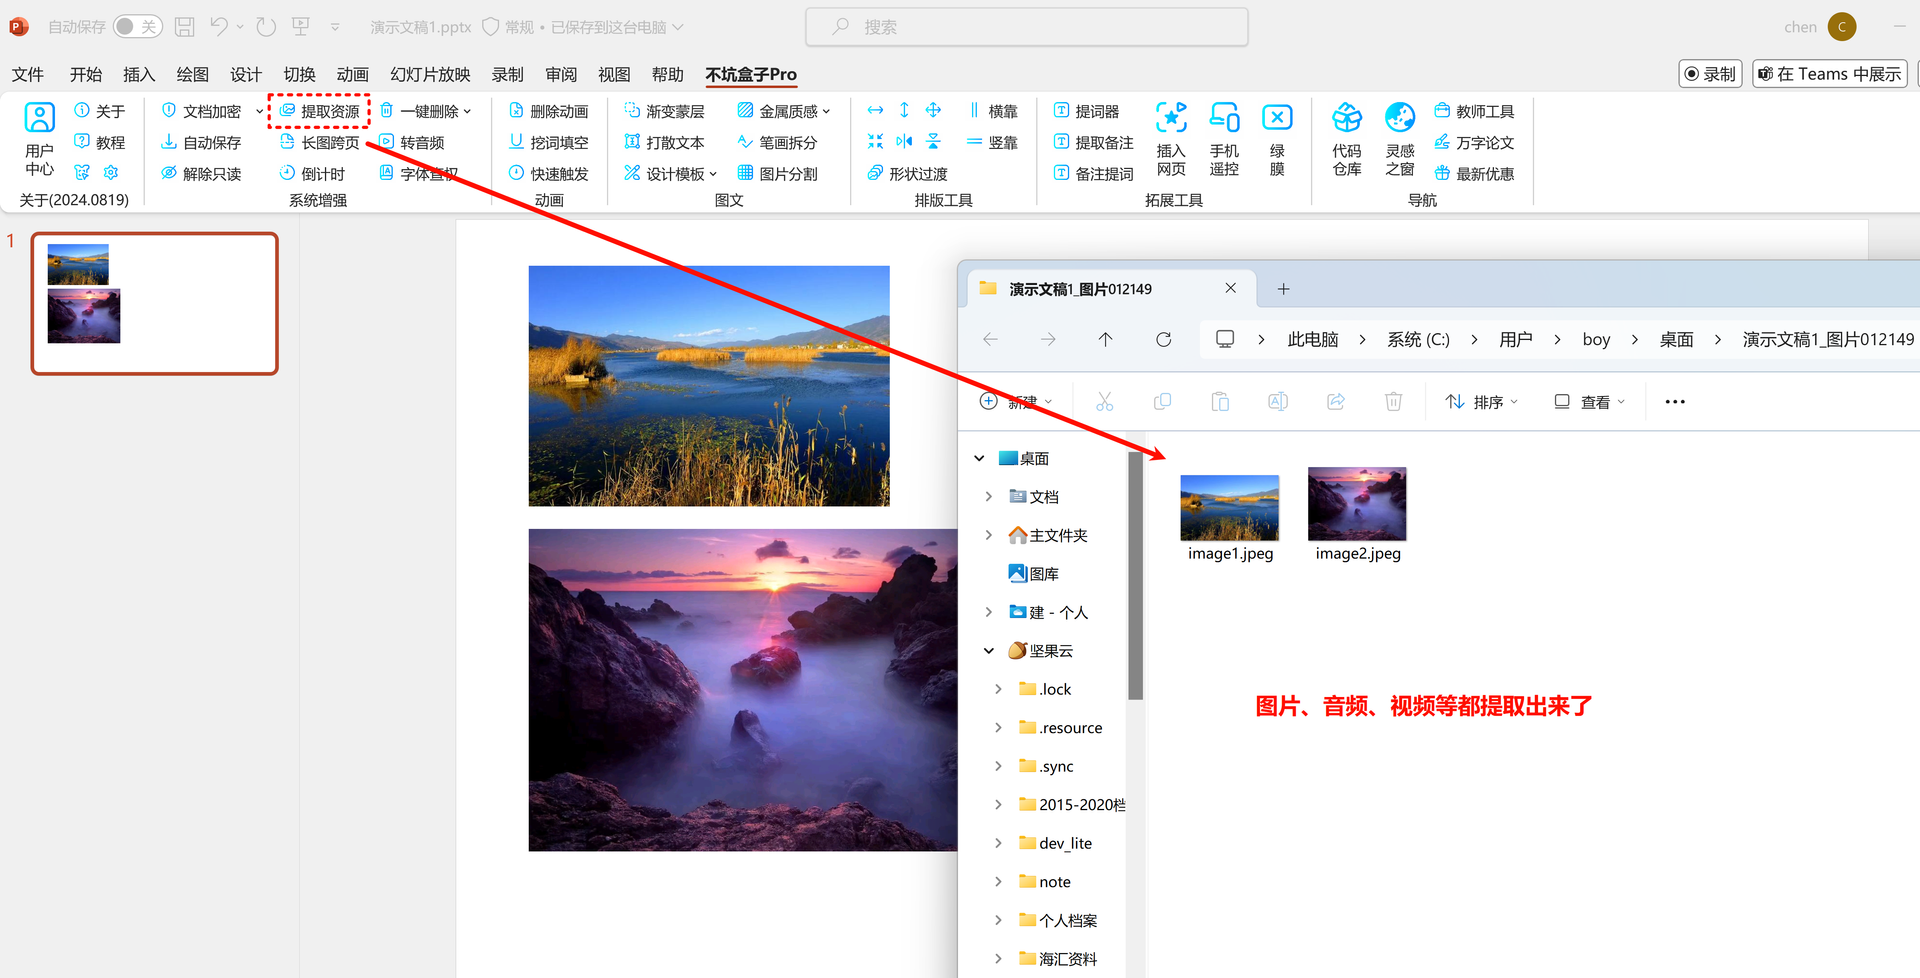 自动保存 关 演示文稿1.pptx 常规 • 已保存到这台电脑 搜索 chen C
文件 开始 插入 绘图 设计 切换 动画 幻灯片放映 录制 审阅 视图 帮助 不坑盒子Pro 录制 在 Teams 中展示
关于 文档加密 提取资源 一键删除 删除动画 渐变蒙层 金属质感 横靠 提词器 教师工具
用户中心 教程 自动保存 长图跨页 转音频 挖词填空 打散文本 笔画拆分 竖靠 提取备注 插入网页 手机遥控 绿膜 代码仓库 灵感之窗 万字论文
解除只读 倒计时 字体查权 快速触发 设计模板 图片分割 形状过渡 备注提词 最新优惠
关于(2024.0819) 系统增强 动画 图文 排版工具 拓展工具 导航
1
演示文稿1_图片012149
此电脑 系统 (C:) 用户 boy 桌面 演示文稿1_图片012149
新建 排序 查看
桌面
文档
主文件夹
图库
建 - 个人
坚果云
.lock
.resource
.sync
2015-2020档
dev_lite
note
个人档案
海汇资料
image1.jpeg image2.jpeg
图片、音频、视频等都提取出来了